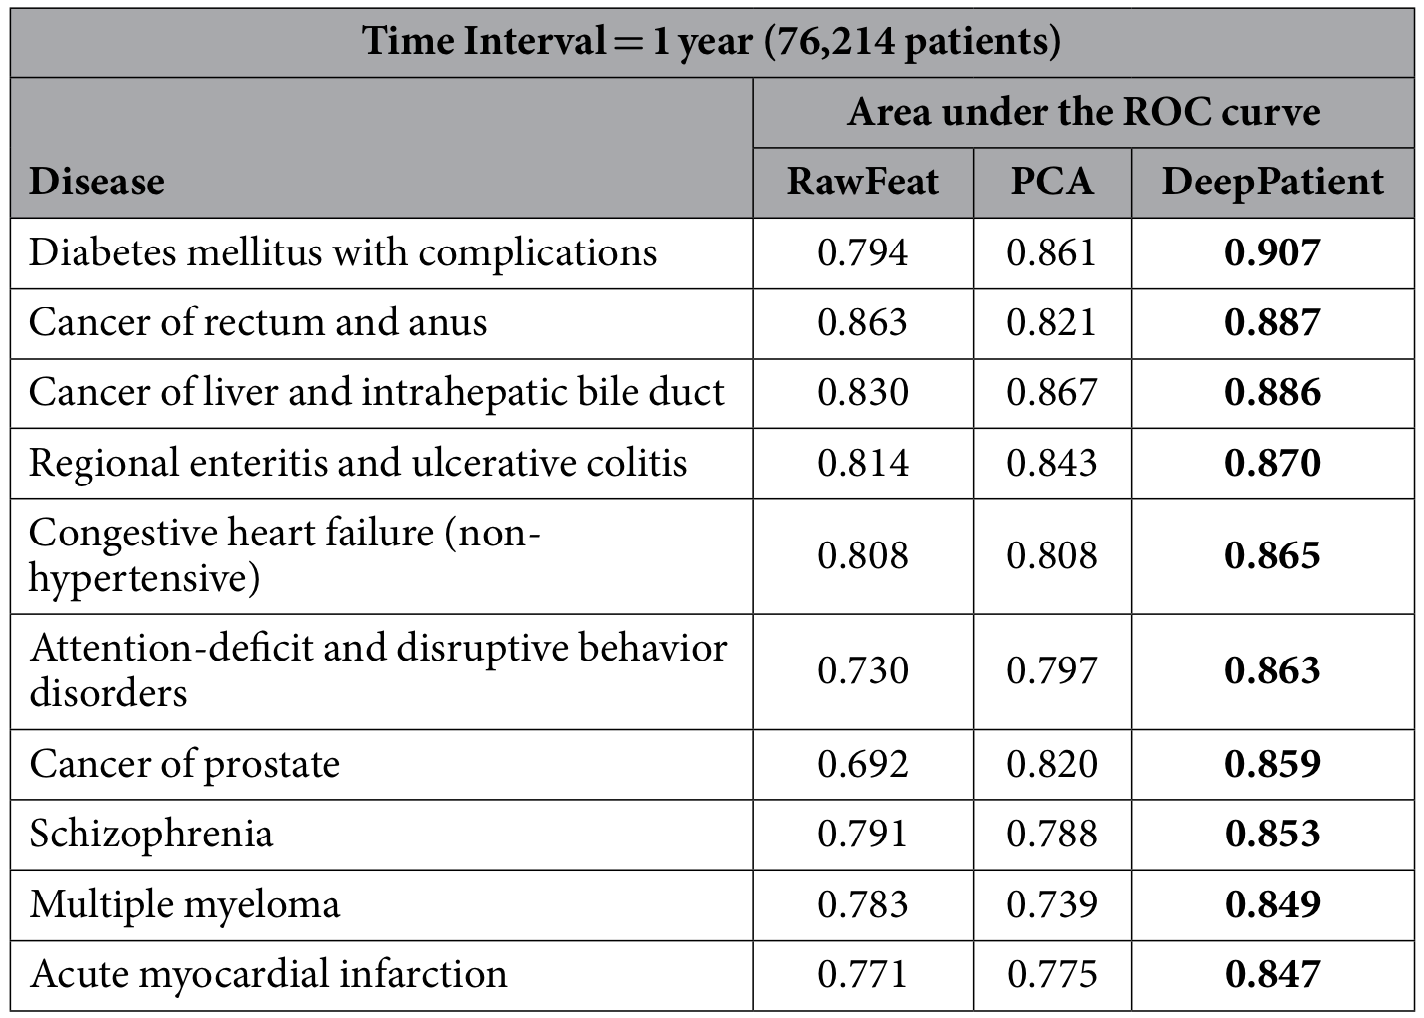 Time Interval = 1 year (76,214 patients)
Area under the ROC curve
Disease RawFeat PCA DeepPatient
Diabetes mellitus with complications 0.794 0.861 0.907
Cancer of rectum and anus 0.863 0.821 0.887
Cancer of liver and intrahepatic bile duct 0.830 0.867 0.886
Regional enteritis and ulcerative colitis 0.814 0.843 0.870
Congestive heart failure (non-
hypertensive) 0.808 0.808 0.865
Attention-deficit and disruptive behavior
disorders 0.730 0.797 0.863
Cancer of prostate 0.692 0.820 0.859
Schizophrenia 0.791 0.788 0.853
Multiple myeloma 0.783 0.739 0.849
Acute myocardial infarction 0.771 0.775 0.847